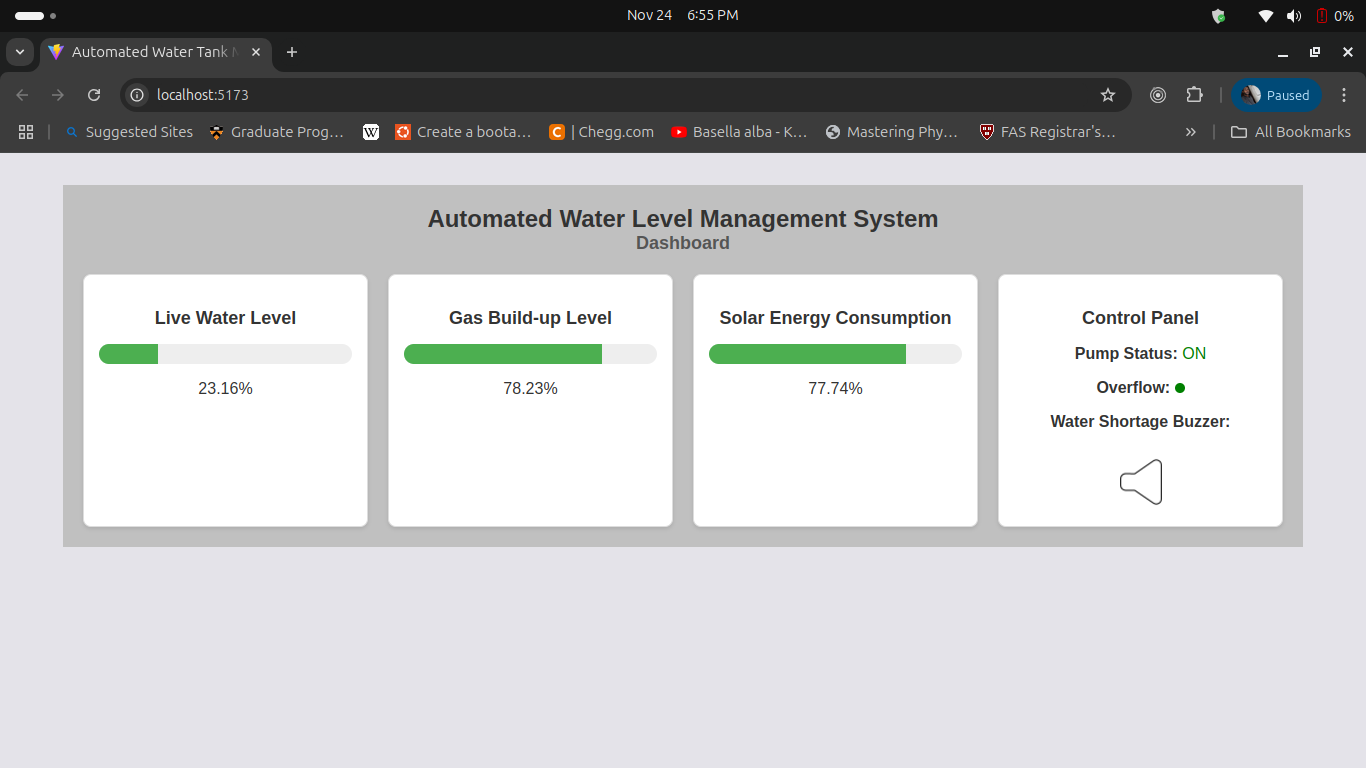 Nov 24 6:55 PM
0%
Automated Water Tank
localhost:5173
Paused
Suggested Sites
Graduate Prog...
W
Create a boota...
C | Chegg.com
Basella alba - K...
Mastering Phy...
FAS Registrar's...
»
All Bookmarks
Automated Water Level Management System
Dashboard
Live Water Level
23.16%
Gas Build-up Level
78.23%
Solar Energy Consumption
77.74%
Control Panel
Pump Status: ON
Overflow:
Water Shortage Buzzer: